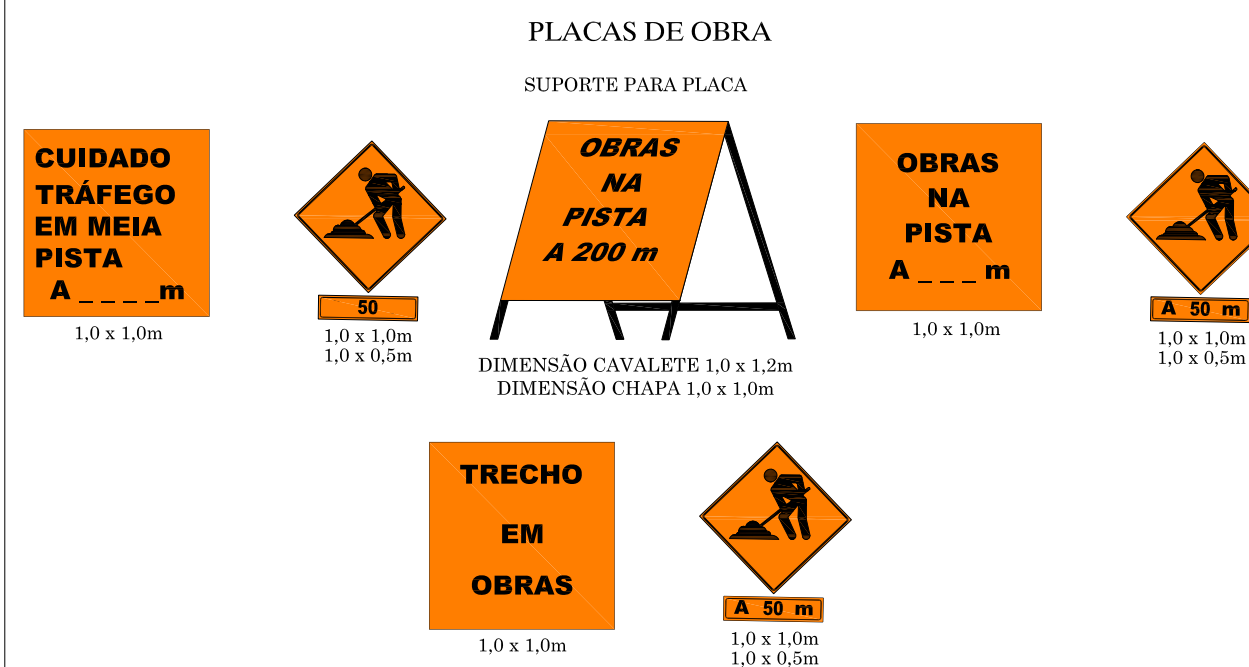 PLACAS DE OBRA
SUPORTE PARA PLACA
CUIDADO
TRÁFEGO
EM MEIA
PISTA
A _ _ _ _m
1,0 x 1,0m
50
1,0 x 1,0m
1,0 x 0,5m
OBRAS
NA
PISTA
A 200 m
DIMENSÃO CAVALETE 1,0 x 1,2m
DIMENSÃO CHAPA 1,0 x 1,0m
OBRAS
NA
PISTA
A _ _ _ m
1,0 x 1,0m
A 50 m
1,0 x 1,0m
1,0 x 0,5m
TRECHO
EM
OBRAS
1,0 x 1,0m
A 50 m
1,0 x 1,0m
1,0 x 0,5m